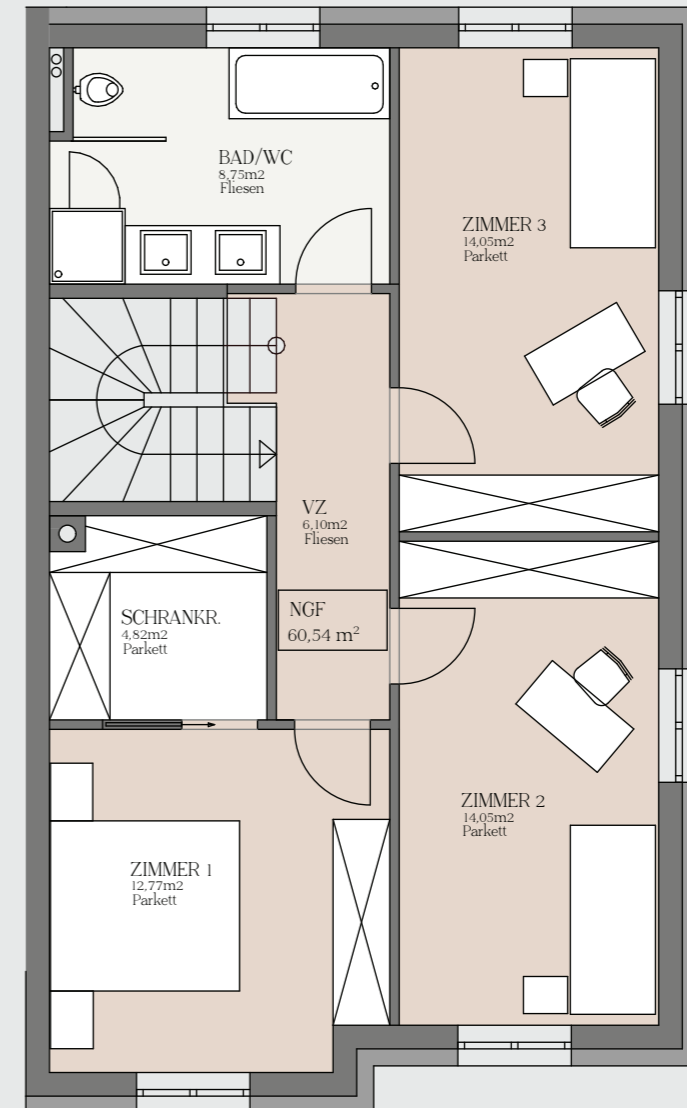 BAD/WC
8,75m2
Fliesen
ZIMMER 3
14,05m2
Parkett
VZ
6,10m2
Fliesen
NGF
60,54 m²
SCHRANKR.
4,82m2
Parkett
ZIMMER 2
14,05m2
Parkett
ZIMMER 1
12,77m2
Parkett